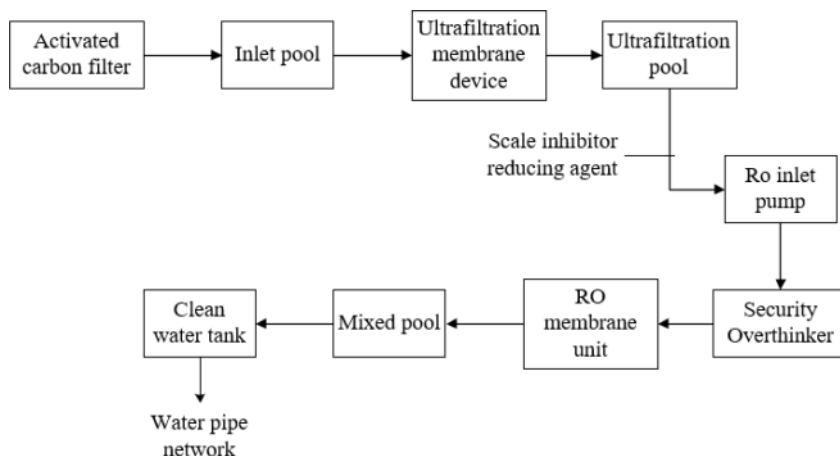 Activated
carbon filter
Inlet pool
Ultrafiltration
membrane
device
Ultrafiltration
pool
Scale inhibitor
reducing agent
Ro inlet
pump
Security
Overthinker
RO
membrane
unit
Mixed pool
Clean
water tank
Water pipe
network